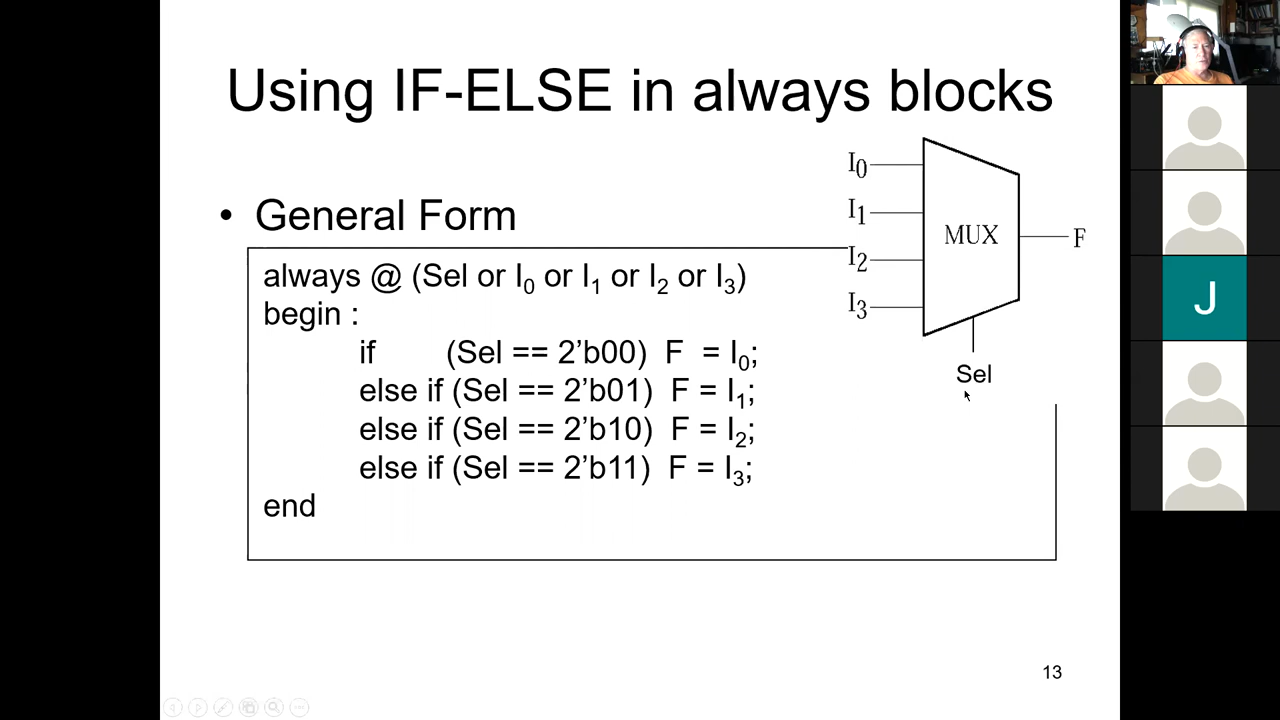 Using IF-ELSE in always blocks
• General Form
always @ (Sel or I0 or I1 or I2 or I3)
begin :
if (Sel == 2’b00) F = I0;
else if (Sel == 2’b01) F = I1;
else if (Sel == 2’b10) F = I2;
else if (Sel == 2’b11) F = I3;
end
I0
I1
I2
I3
MUX
F
Sel
J
13